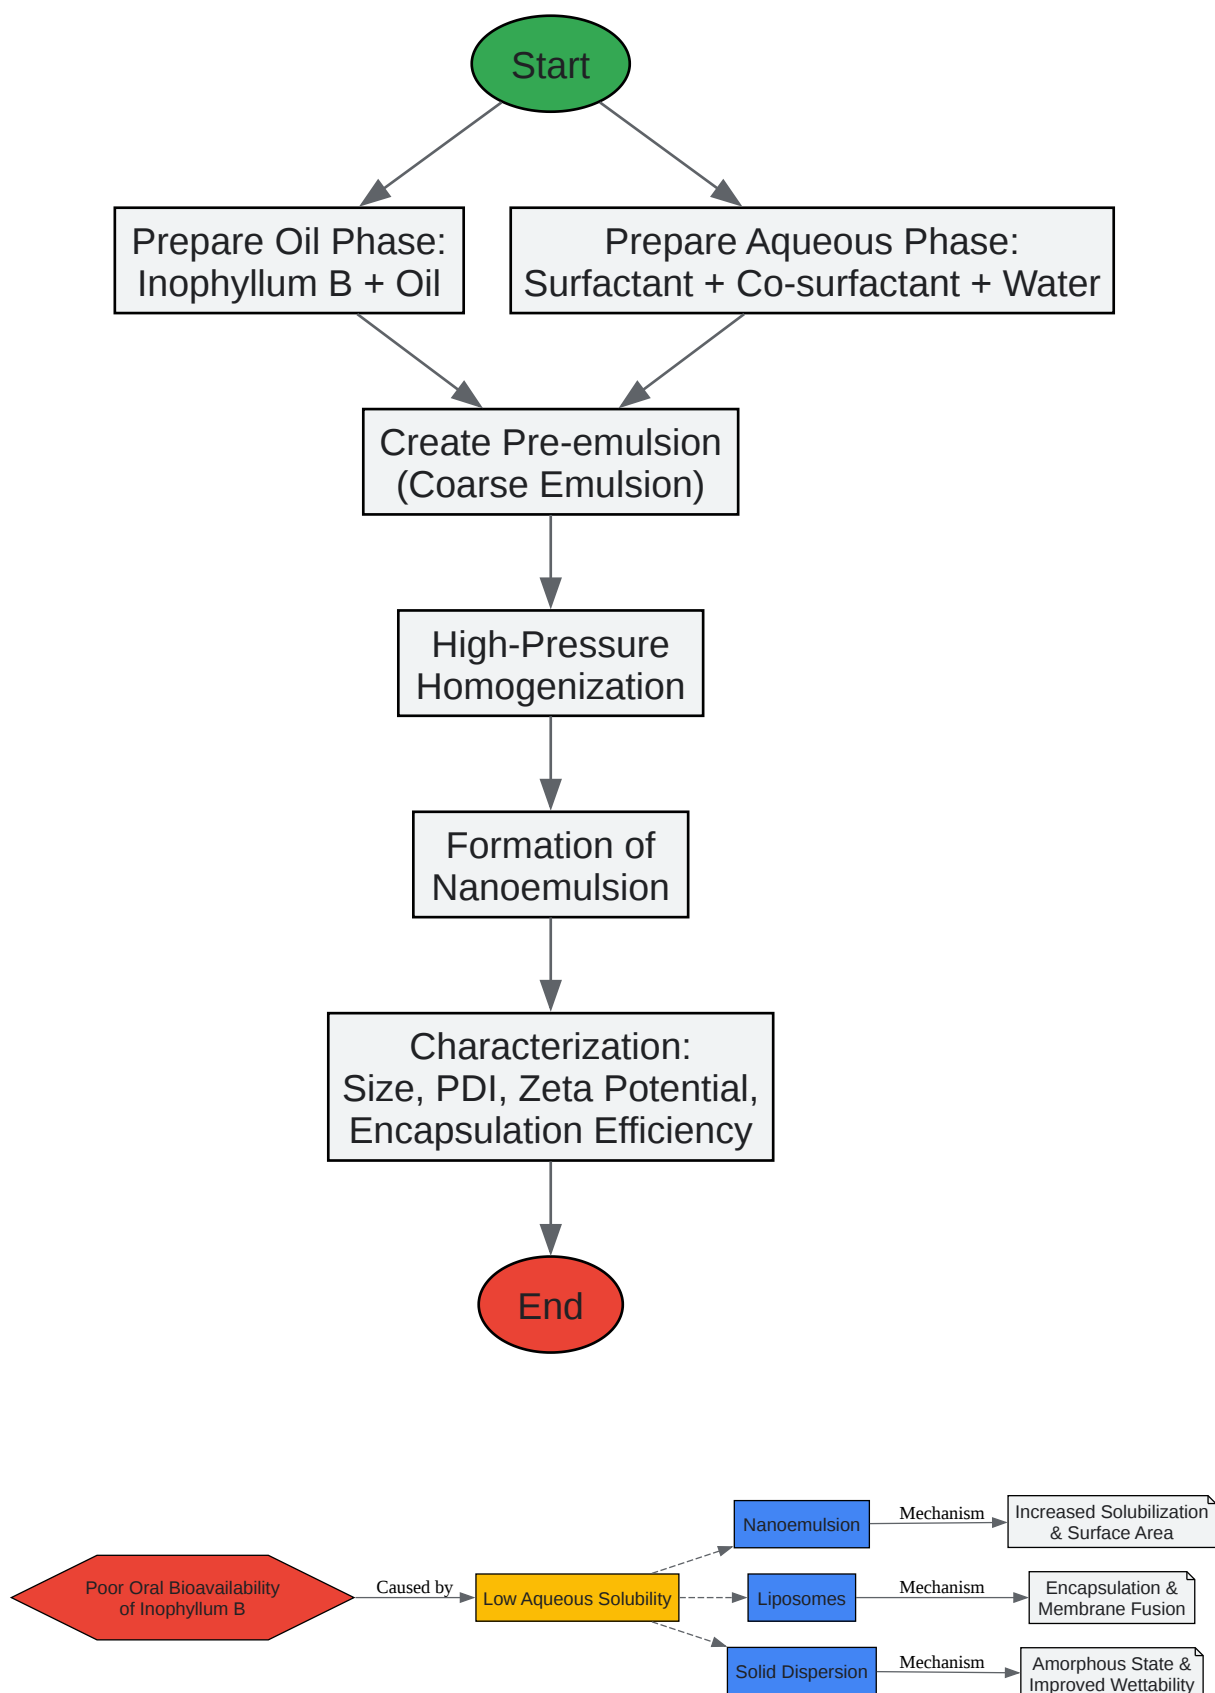 Start
Prepare Oil Phase:
Inophyllum B + Oil
Prepare Aqueous Phase:
Surfactant + Co-surfactant + Water
Create Pre-emulsion
(Coarse Emulsion)
High-Pressure
Homogenization
Formation of
Nanoemulsion
Characterization:
Size, PDI, Zeta Potential,
Encapsulation Efficiency
End
Poor Oral Bioavailability
of Inophyllum B
Caused by
Low Aqueous Solubility
Nanoemulsion
Mechanism
Increased Solubilization
& Surface Area
Liposomes
Mechanism
Encapsulation &
Membrane Fusion
Solid Dispersion
Mechanism
Amorphous State &
Improved Wettability